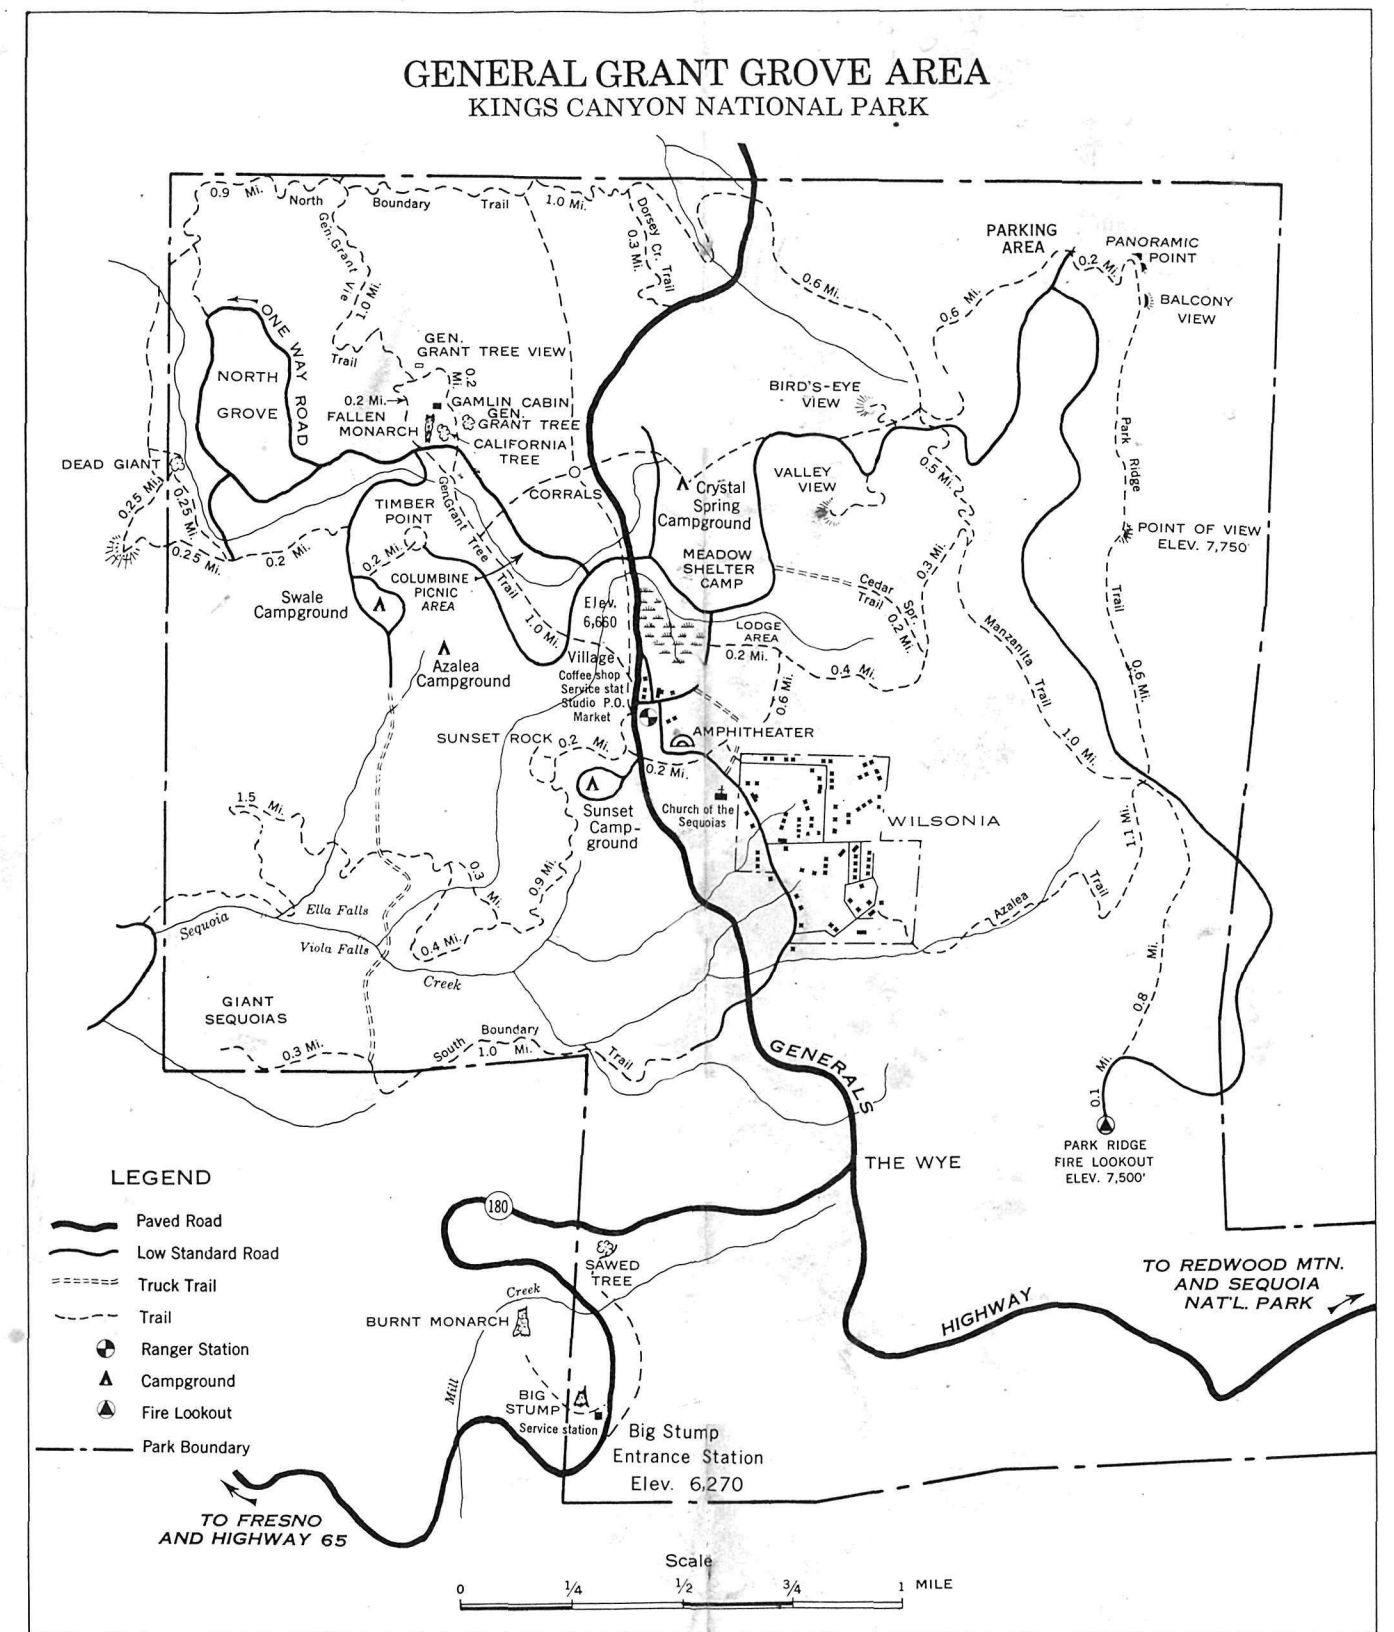 GENERAL GRANT GROVE AREA
KINGS CANYON NATIONAL PARK
0.9 Mi.
North
Boundary
Trail
1.0 Mi.
Gen. Grant Vie
1.0 Mi.
Trail
Dorsey Cr. Trail
0.3 Mi.
0.6 Mi.
PARKING
AREA
PANORAMIC
POINT
0.2 Mi.
0.6 Mi.
BALCONY
VIEW
ONE WAY ROAD
NORTH
GROVE
GEN.
GRANT TREE VIEW
0.2
Mi.
0.2 Mi.
GAMLIN CABIN
FALLEN
MONARCH
GEN.
GRANT TREE
CALIFORNIA
TREE
BIRD'S-EYE
VIEW
Park Ridge
Trail
0.6 Mi.
DEAD GIANT
0.25 Mi.
0.25 Mi.
0.25 Mi.
0.2 Mi.
TIMBER
POINT
0.2 Mi.
Gen.Grant Tree
Trail
1.0 Mi.
CORRALS
Crystal
Spring
Campground
VALLEY
VIEW
0.5 Mi.
POINT OF VIEW
ELEV. 7,750'
COLUMBINE
PICNIC
AREA
MEADOW
SHELTER
CAMP
Cedar Spr.
Trail 0.2 Mi.
0.3 Mi.
Swale
Campground
Elev.
6,660
LODGE
AREA
0.2 Mi.
0.4 Mi.
0.6 Mi.
Manzanita
Trail
1.0 Mi.
Azalea
Campground
Village
Coffee shop
Service stat
Studio P.O.
Market
SUNSET ROCK
0.2 Mi.
AMPHITHEATER
0.2 Mi.
Sunset
Camp-
ground
Church of the
Sequoias
WILSONIA
1.5 Mi.
0.3 Mi.
0.9 Mi.
0.4 Mi.
1.1 Mi.
Azalea
Trail
Ella Falls
Sequoia
Viola Falls
Creek
0.8 Mi.
GIANT
SEQUOIAS
0.3 Mi.
South
Boundary
1.0 Mi.
Trail
GENERALS
0.1 Mi.
PARK RIDGE
FIRE LOOKOUT
ELEV. 7,500'
THE WYE
180
SAWED
TREE
Creek
BURNT MONARCH
Mill
BIG
STUMP
Service station
Big Stump
Entrance Station
Elev. 6,270
HIGHWAY
TO REDWOOD MTN.
AND SEQUOIA
NAT'L. PARK
LEGEND
Paved Road
Low Standard Road
Truck Trail
Trail
Ranger Station
Campground
Fire Lookout
Park Boundary
TO FRESNO
AND HIGHWAY 65
Scale
0 1/4 1/2 3/4 1 MILE